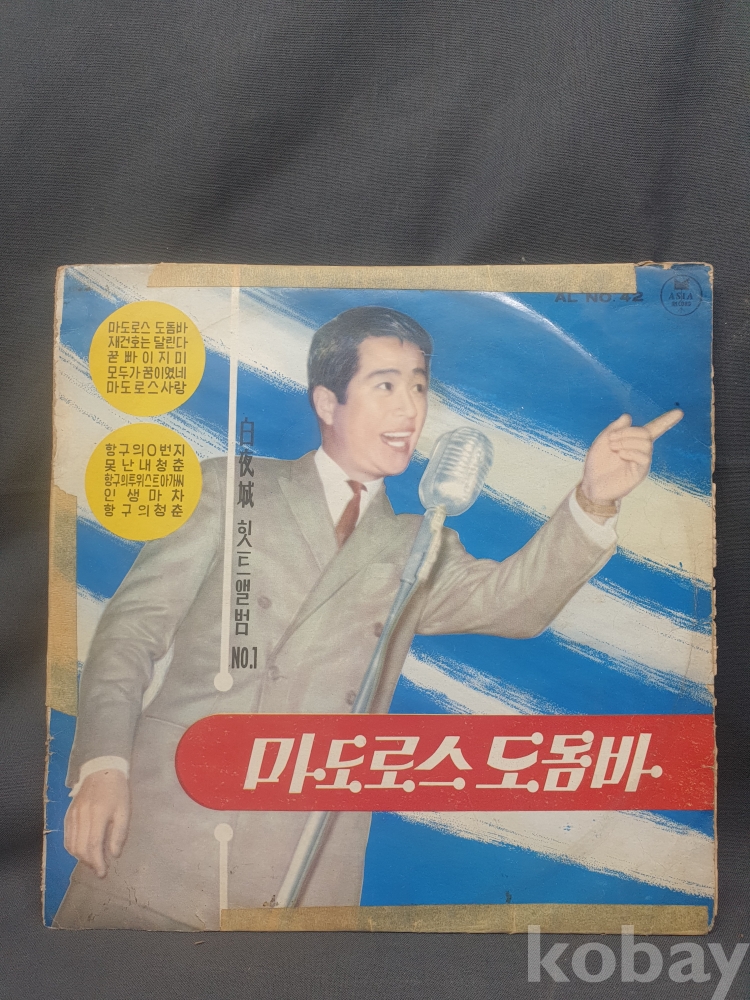 AL NO. 42
ASIA
마도로스 도돔바
재건호는 달린다
꾿빠이지미
모두가꿈이였네
마도로스사랑
항구의0번지
못난내청춘
항구의투위스트아가씨
인생마차
항구의청춘
白夜城 힛트앨범 NO.1
마도로스 도돔바
kobay